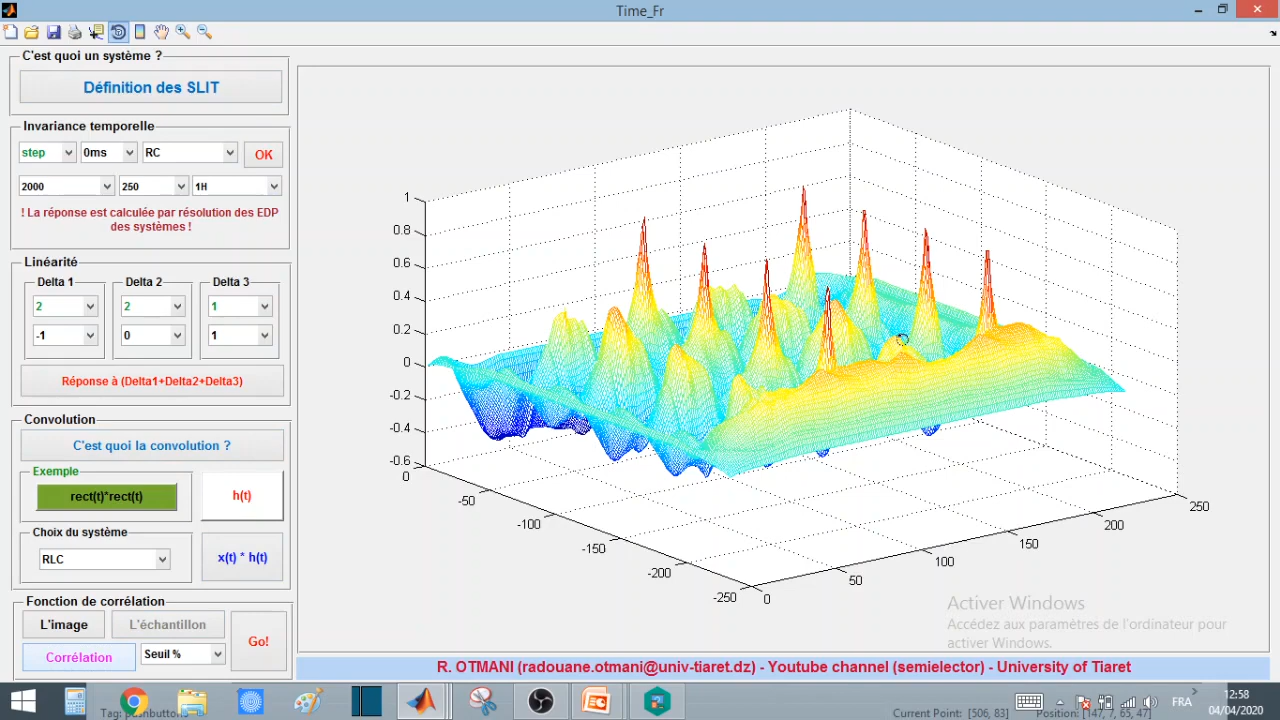 Time_Fr
C'est quoi un système ?
Définition des SLIT
Invariance temporelle
step 0ms RC OK
2000 250 1H
! La réponse est calculée par résolution des EDP
des systèmes !
Linéarité
Delta 1 Delta 2 Delta 3
2 2 1
-1 0 1
Réponse à (Delta1+Delta2+Delta3)
Convolution
C'est quoi la convolution ?
Exemple
rect(t)*rect(t)
h(t)
Choix du système
RLC
x(t) * h(t)
Fonction de corrélation
L'image L'échantillon
Go!
Corrélation Seuil %
1
0.8
0.6
0.4
0.2
0
-0.2
-0.4
-0.6
0
-50
-100
-150
-200
-250
0
50
100
150
200
250
Activer Windows
Accédez aux paramètres de l'ordinateur pour
activer Windows.
R. OTMANI (radouane.otmani@univ-tiaret.dz) - Youtube channel (semielector) - University of Tiaret
FRA
12:58
04/04/2020
Current Point: [506, 83] Position: [147, 7, 65, 47]